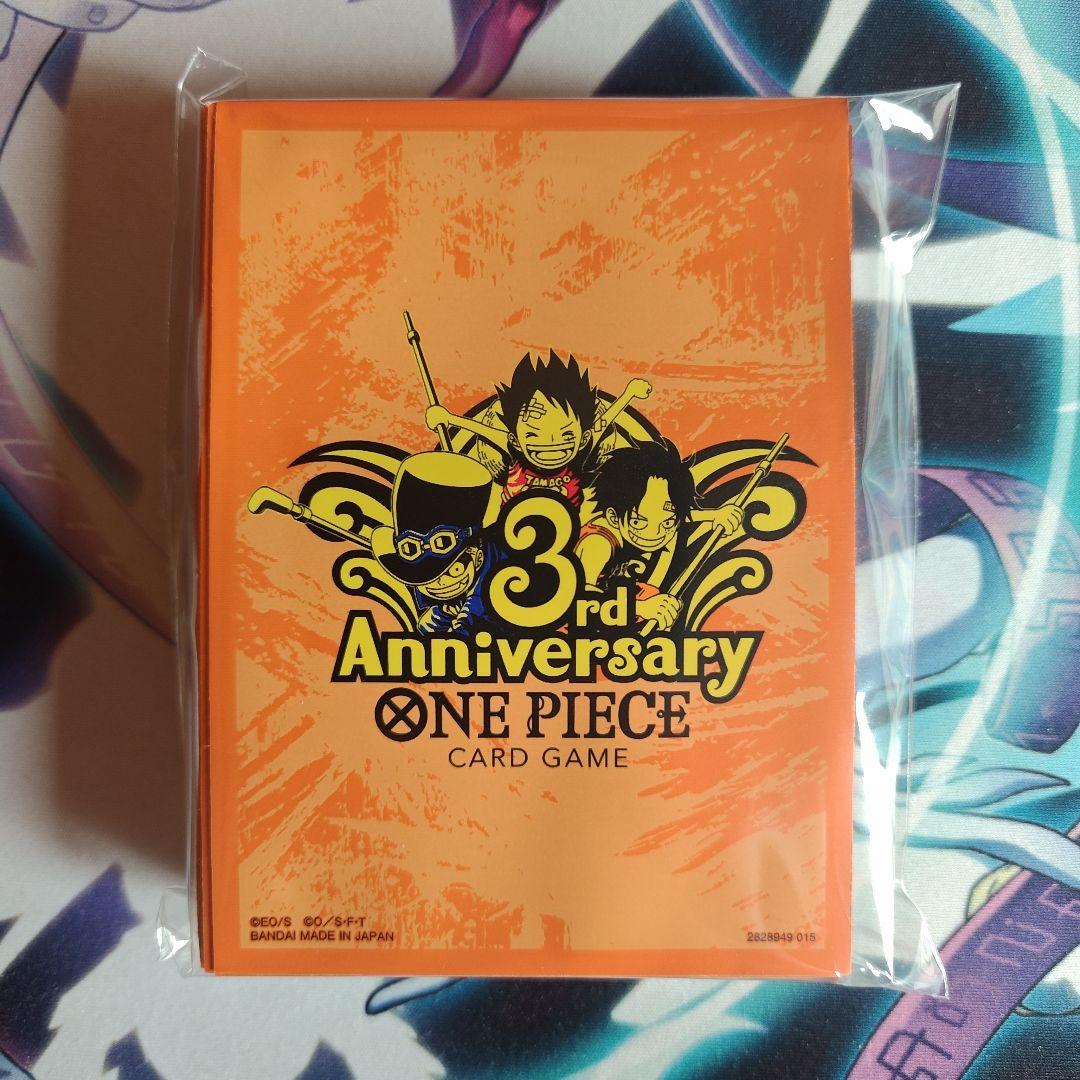 TAMAGO
3rd
Anniversary
ONE PIECE
CARD GAME
©EO/S ©O/S・F・T
BANDAI MADE IN JAPAN
2828949 015